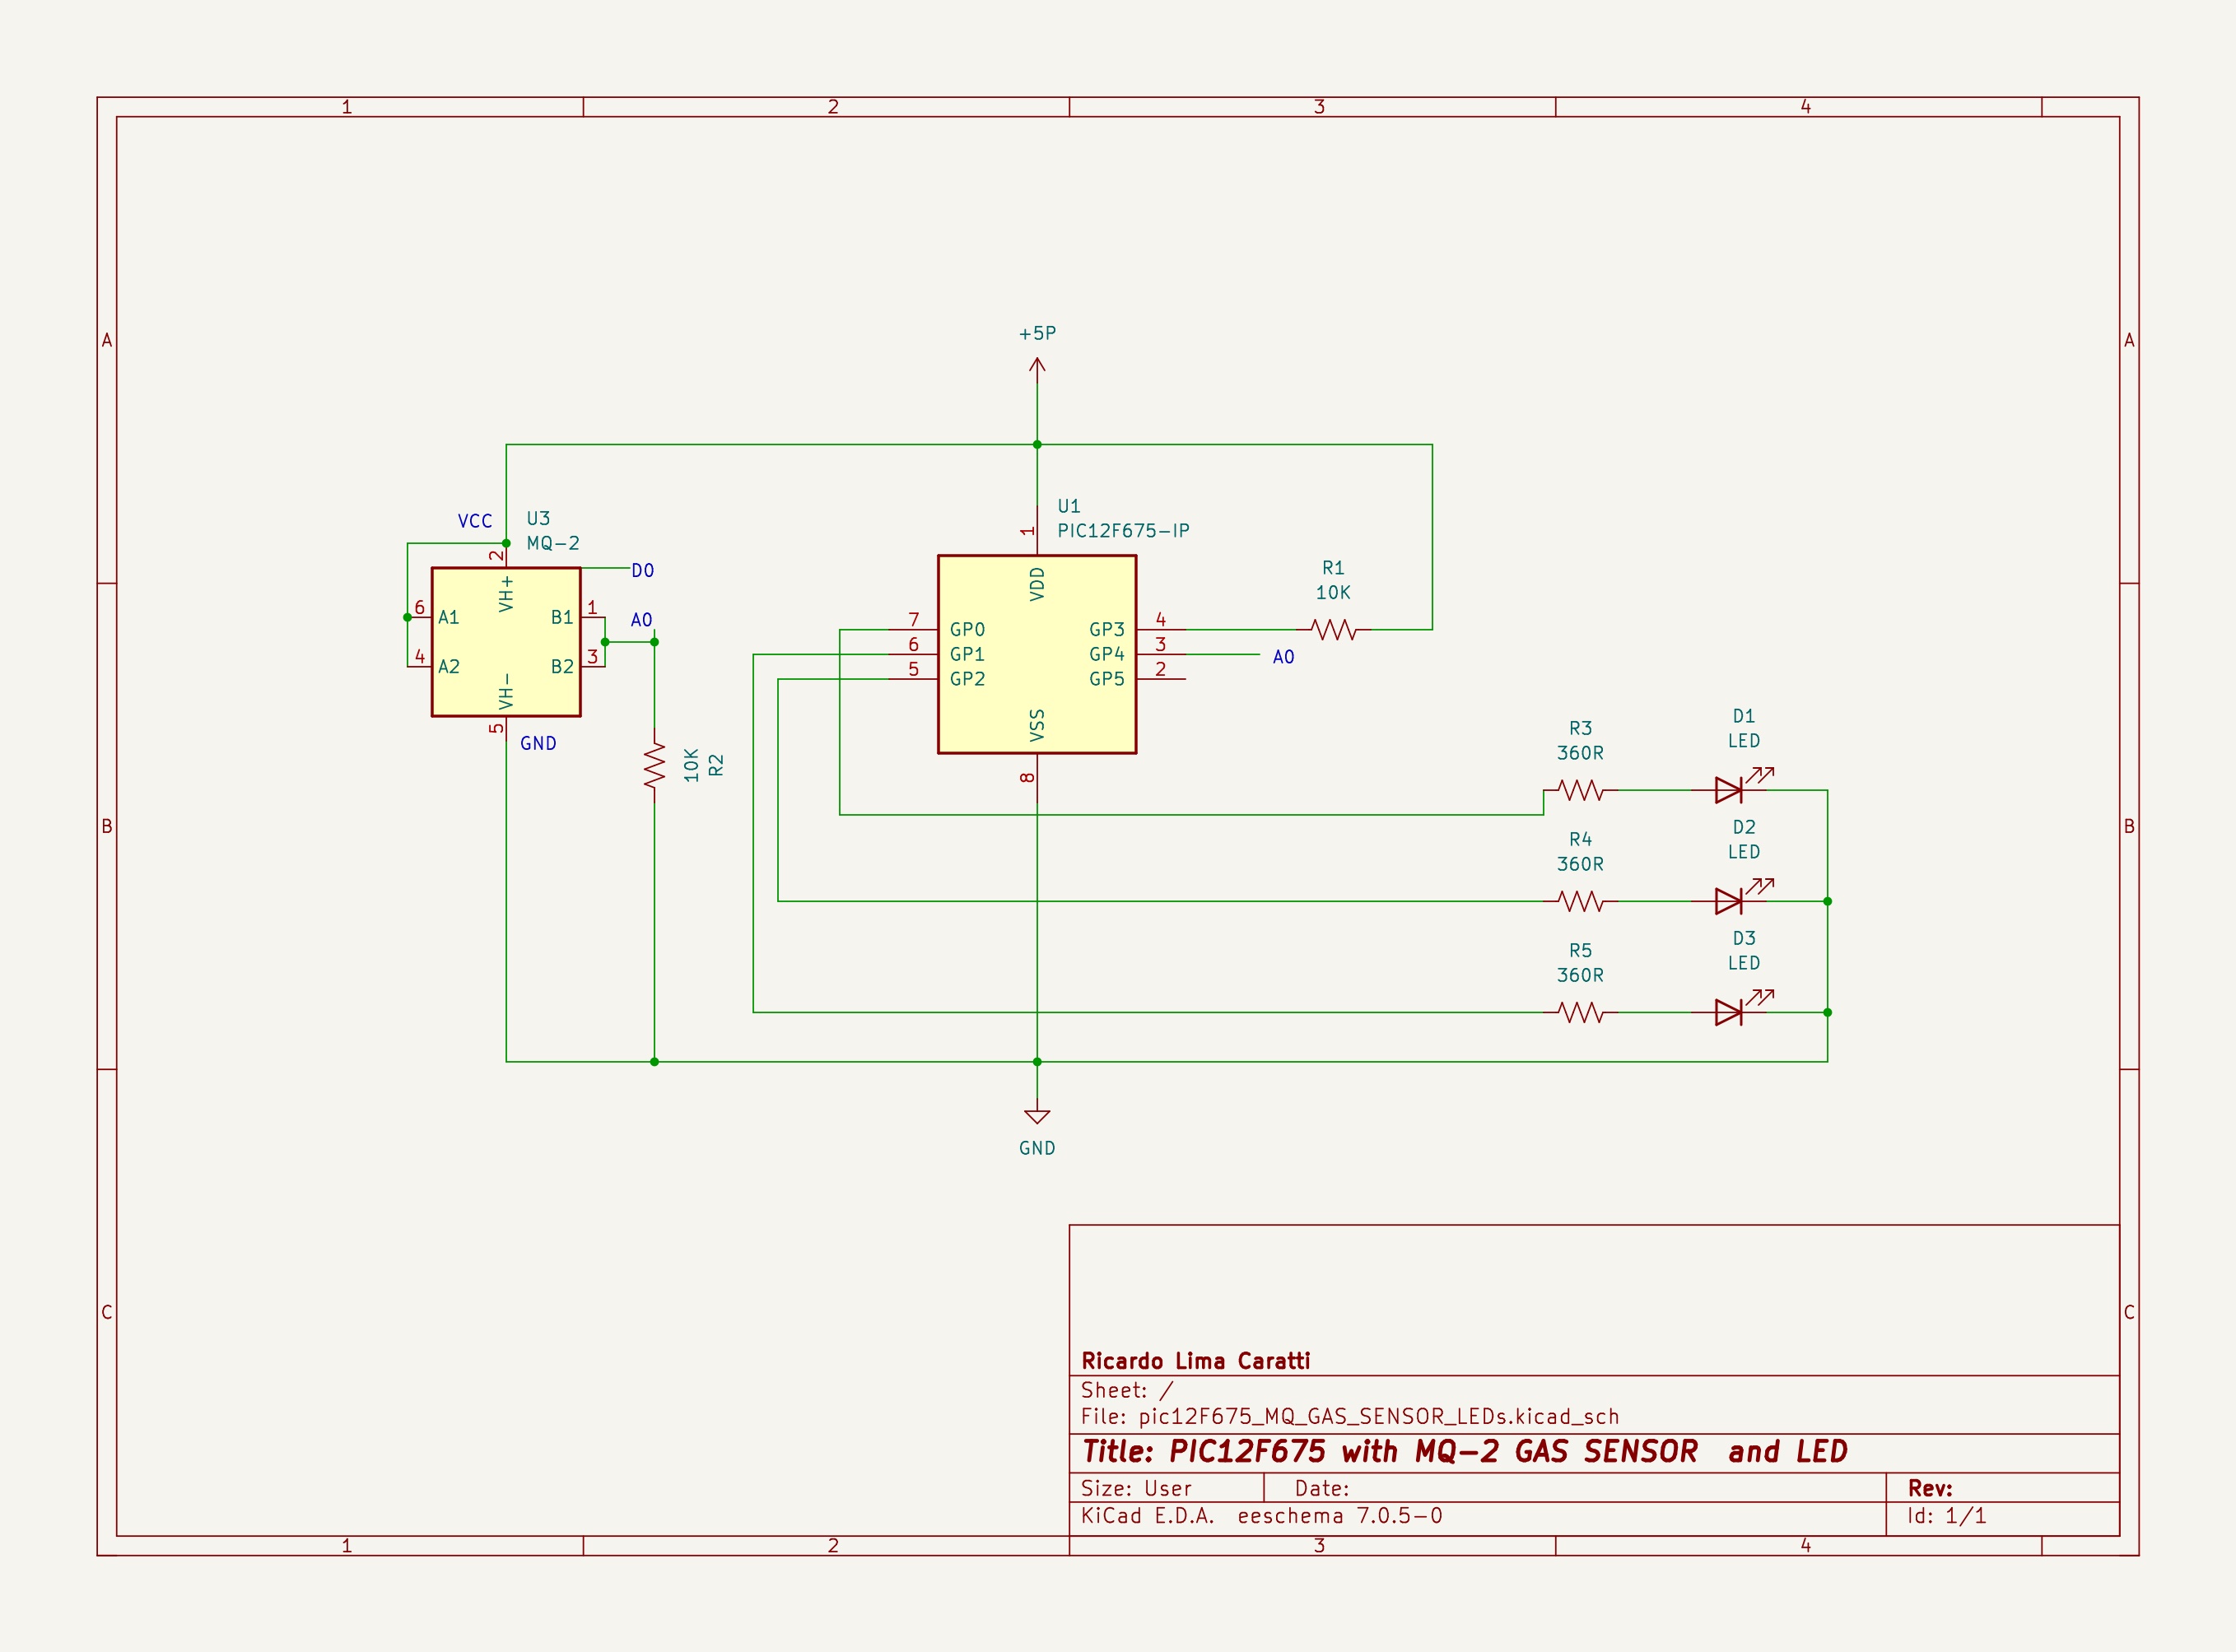 1 2 3 4
A A
+5P
VCC
U3
MQ-2
U1
PIC12F675-IP
2
VH+
D0
1
VDD
R1
10K
6 A1
B1 1
A0
4 A2
B2 3
VH-
5
GND
7 GP0
6 GP1
5 GP2
GP3 4
GP4 3
A0
GP5 2
VSS
8
10K
R2
R3
360R
D1
LED
B B
R4
360R
D2
LED
R5
360R
D3
LED
GND
C C
Ricardo Lima Caratti
Sheet: /
File: pic12F675_MQ_GAS_SENSOR_LEDs.kicad_sch
Title: PIC12F675 with MQ-2 GAS SENSOR  and LED
Size: User Date: Rev:
KiCad E.D.A.  eeschema 7.0.5-0 Id: 1/1
1 2 3 4